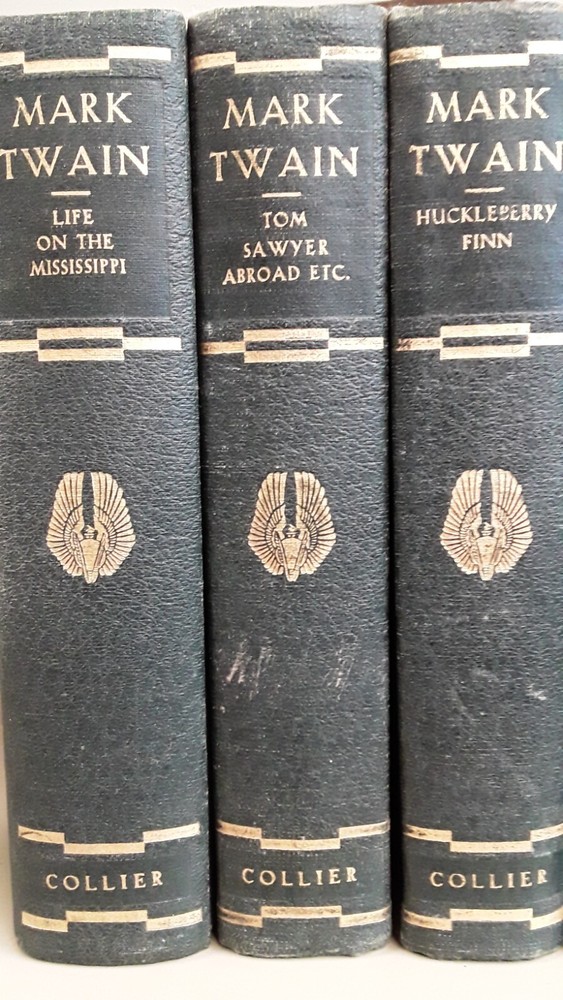 MARK
TWAIN
LIFE
ON THE
MISSISSIPPI
COLLIER
MARK
TWAIN
TOM
SAWYER
ABROAD ETC.
COLLIER
MARK
TWAIN
HUCKLEBERRY
FINN
COLLIER